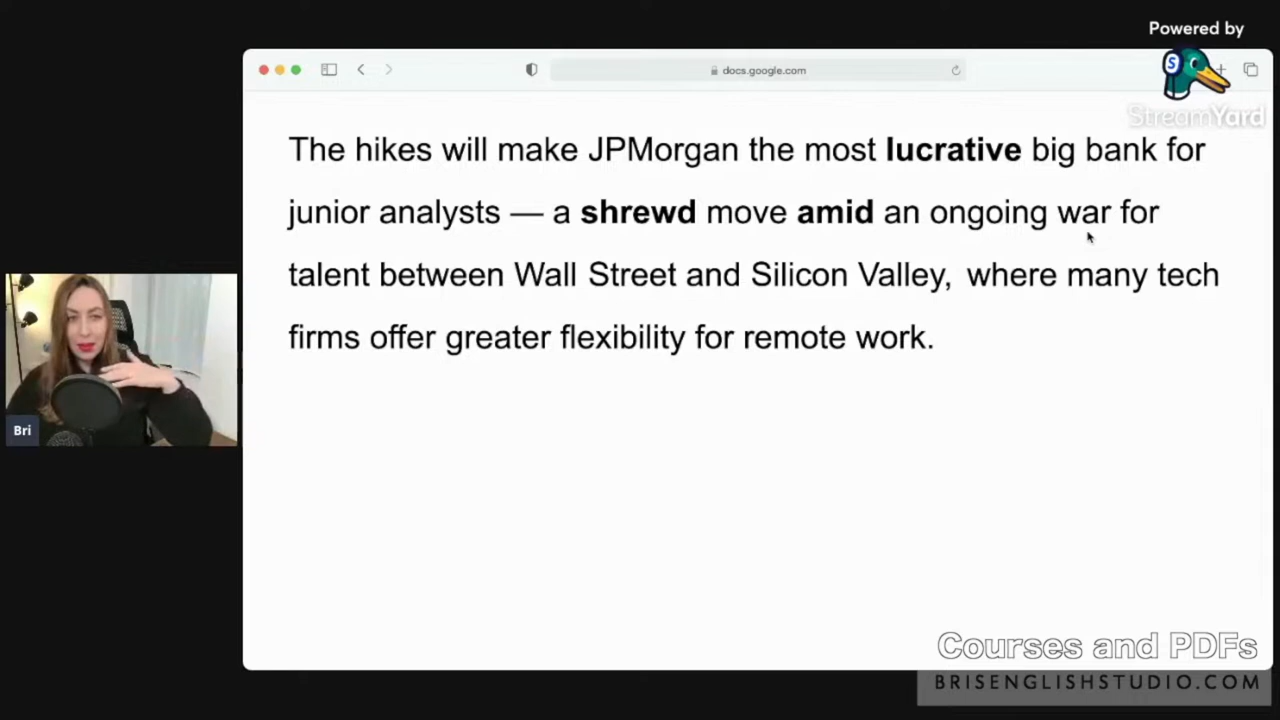 Powered by
StreamYard
docs.google.com
The hikes will make JPMorgan the most lucrative big bank for
junior analysts — a shrewd move amid an ongoing war for
talent between Wall Street and Silicon Valley, where many tech
firms offer greater flexibility for remote work.
Bri
Courses and PDFs
BRISENGLISHSTUDIO.COM